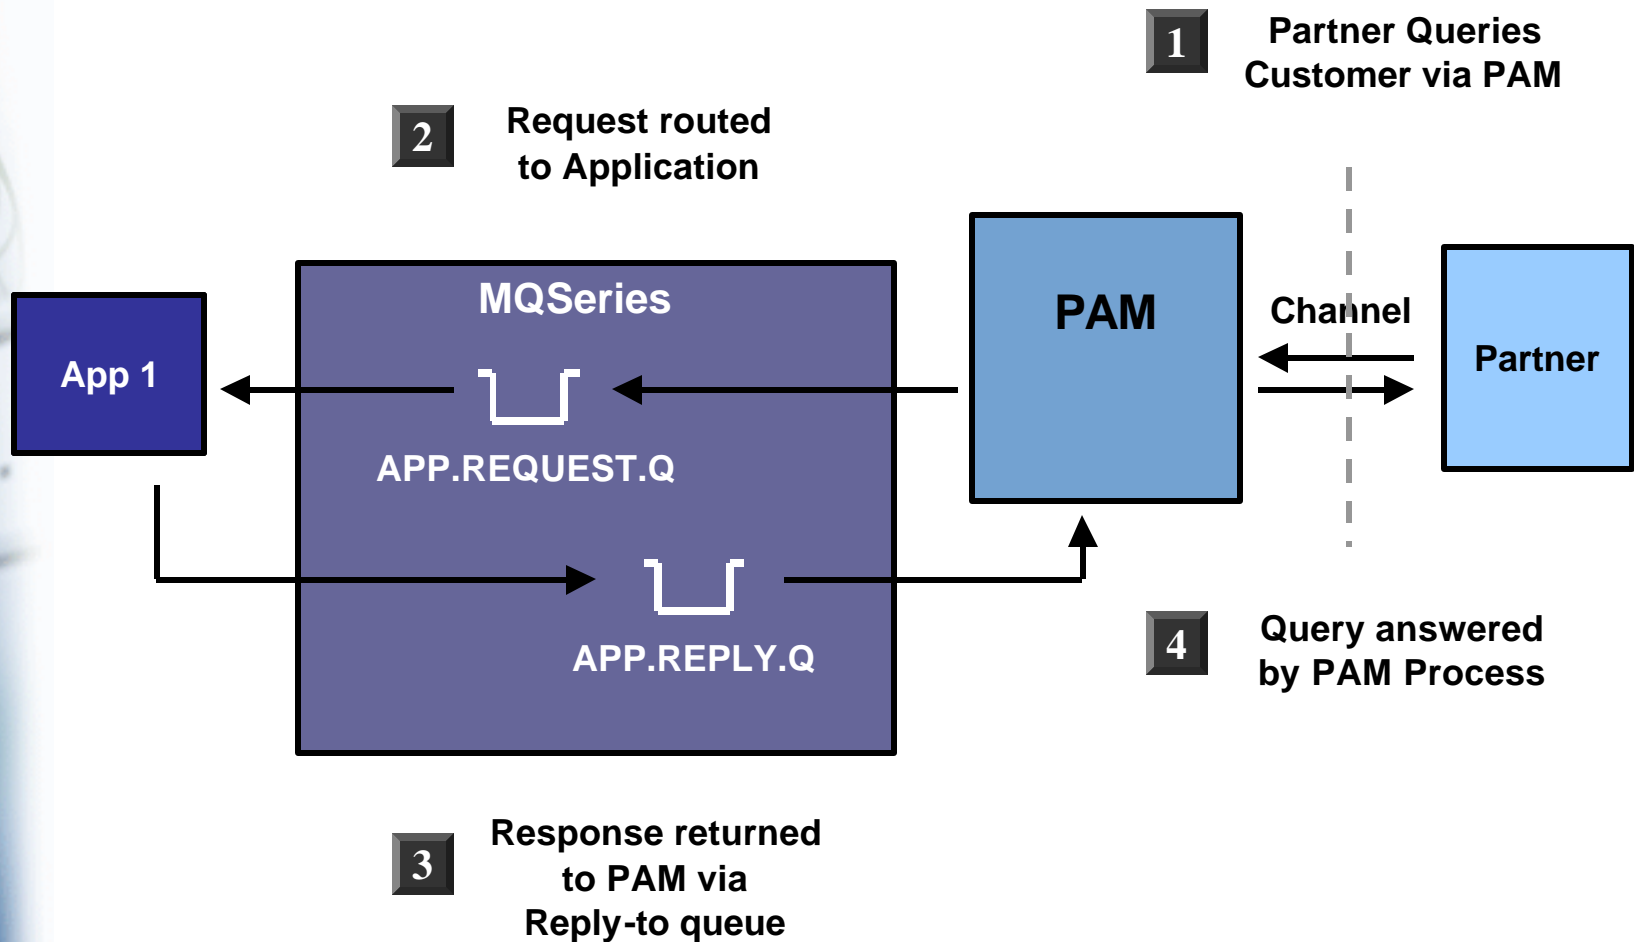 1
Partner Queries
Customer via PAM
2
Request routed
to Application
MQSeries
PAM
Channel
App 1
Partner
APP.REQUEST.Q
APP.REPLY.Q
4
Query answered
by PAM Process
3
Response returned
to PAM via
Reply-to queue